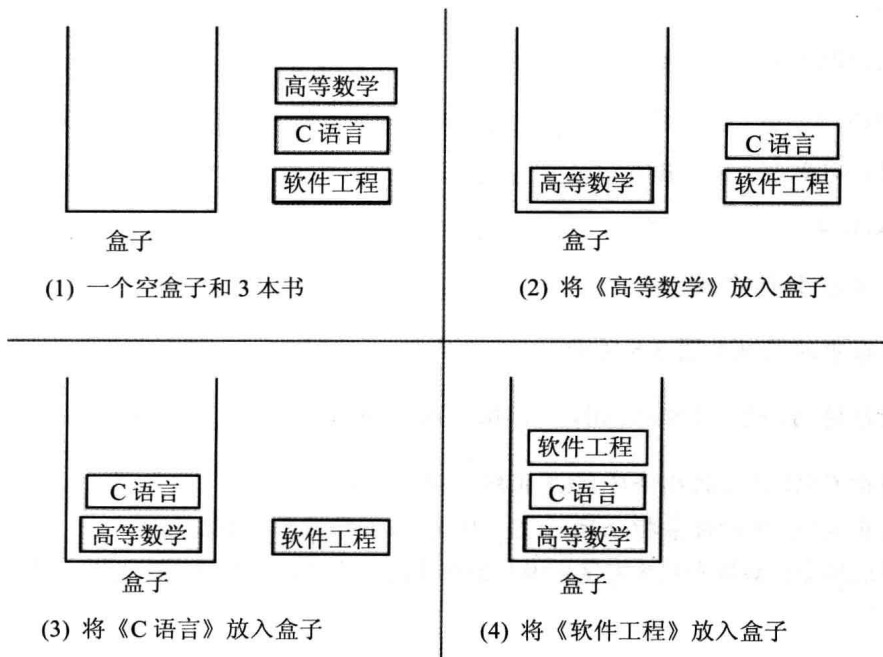 高等数学
C 语言
软件工程
盒子
(1) 一个空盒子和 3 本书
C 语言
高等数学
软件工程
盒子
(2) 将《高等数学》放入盒子
C 语言
高等数学
软件工程
盒子
(3) 将《C 语言》放入盒子
软件工程
C 语言
高等数学
盒子
(4) 将《软件工程》放入盒子